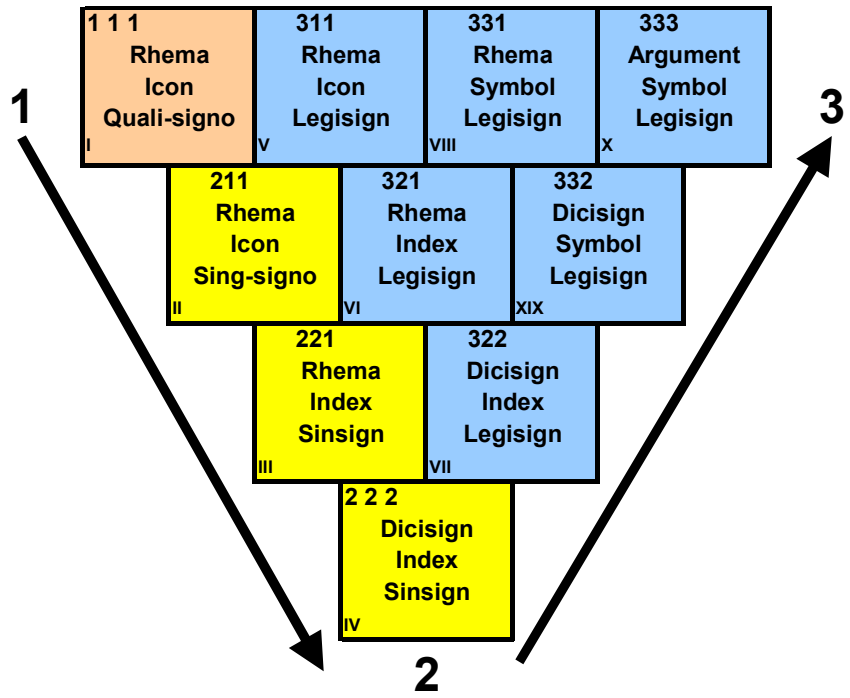 1 1 1
Rhema
Icon
Quali-signo
I
311
Rhema
Icon
Legisign
V
331
Rhema
Symbol
Legisign
VIII
333
Argument
Symbol
Legisign
X
1
3
211
Rhema
Icon
Sing-signo
II
321
Rhema
Index
Legisign
VI
332
Dicisign
Symbol
Legisign
XIX
221
Rhema
Index
Sinsign
III
322
Dicisign
Index
Legisign
VII
2 2 2
Dicisign
Index
Sinsign
IV
2